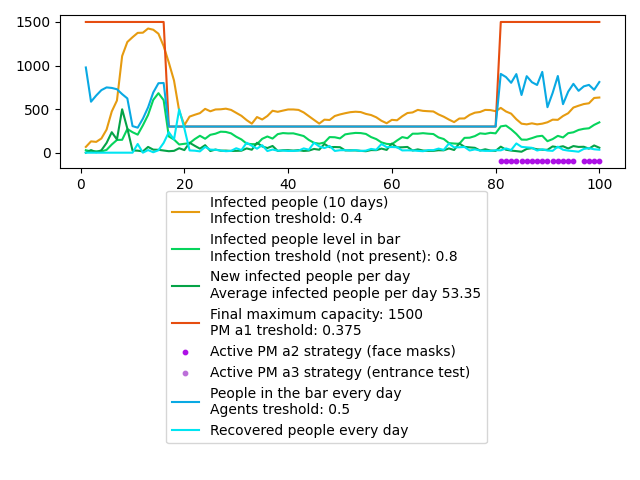 1500
1000
500
0
0 20 40 60 80 100
Infected people (10 days)
Infection treshold: 0.4
Infected people level in bar
Infection treshold (not present): 0.8
New infected people per day
Average infected people per day 53.35
Final maximum capacity: 1500
PM a1 treshold: 0.375
Active PM a2 strategy (face masks)
Active PM a3 strategy (entrance test)
People in the bar every day
Agents treshold: 0.5
Recovered people every day